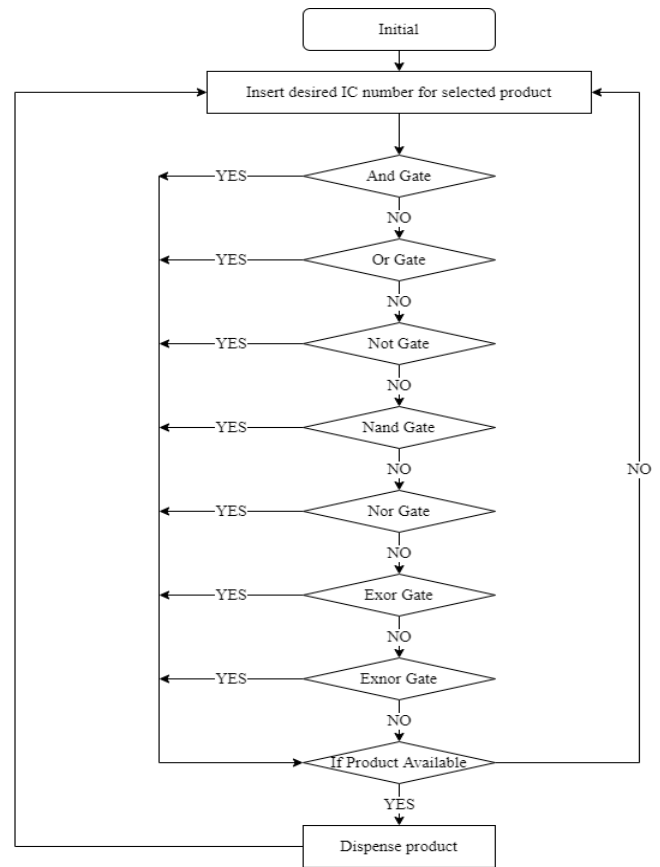 Initial
Insert desired IC number for selected product
YES
And Gate
NO
YES
Or Gate
NO
YES
Not Gate
NO
YES
Nand Gate
NO
NO
YES
Nor Gate
NO
YES
Exor Gate
NO
YES
Exnor Gate
NO
If Product Available
YES
Dispense product